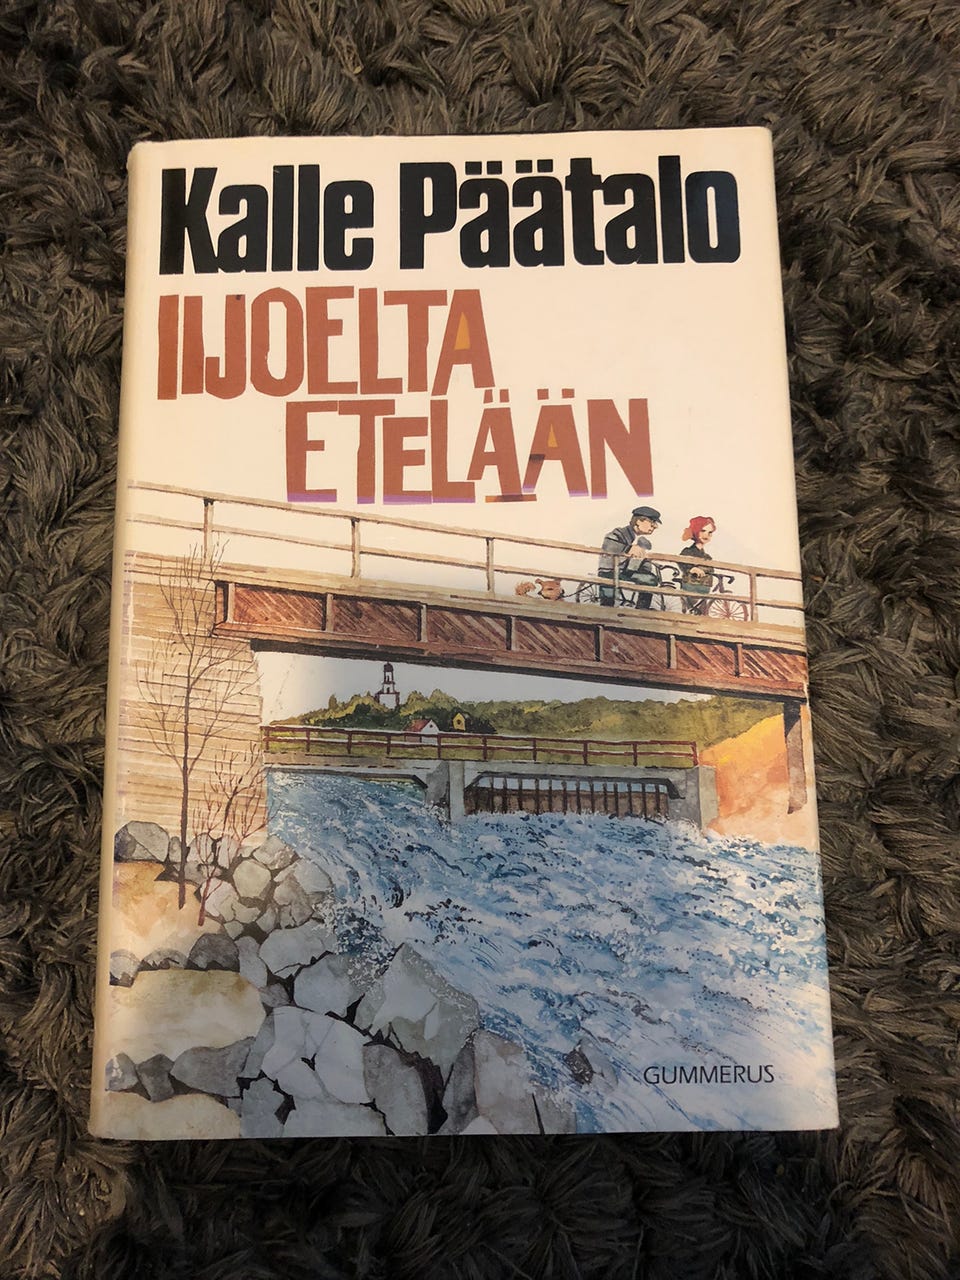 Kalle Päätalo
IIJOELTA
ETELÄÄN
GUMMERUS